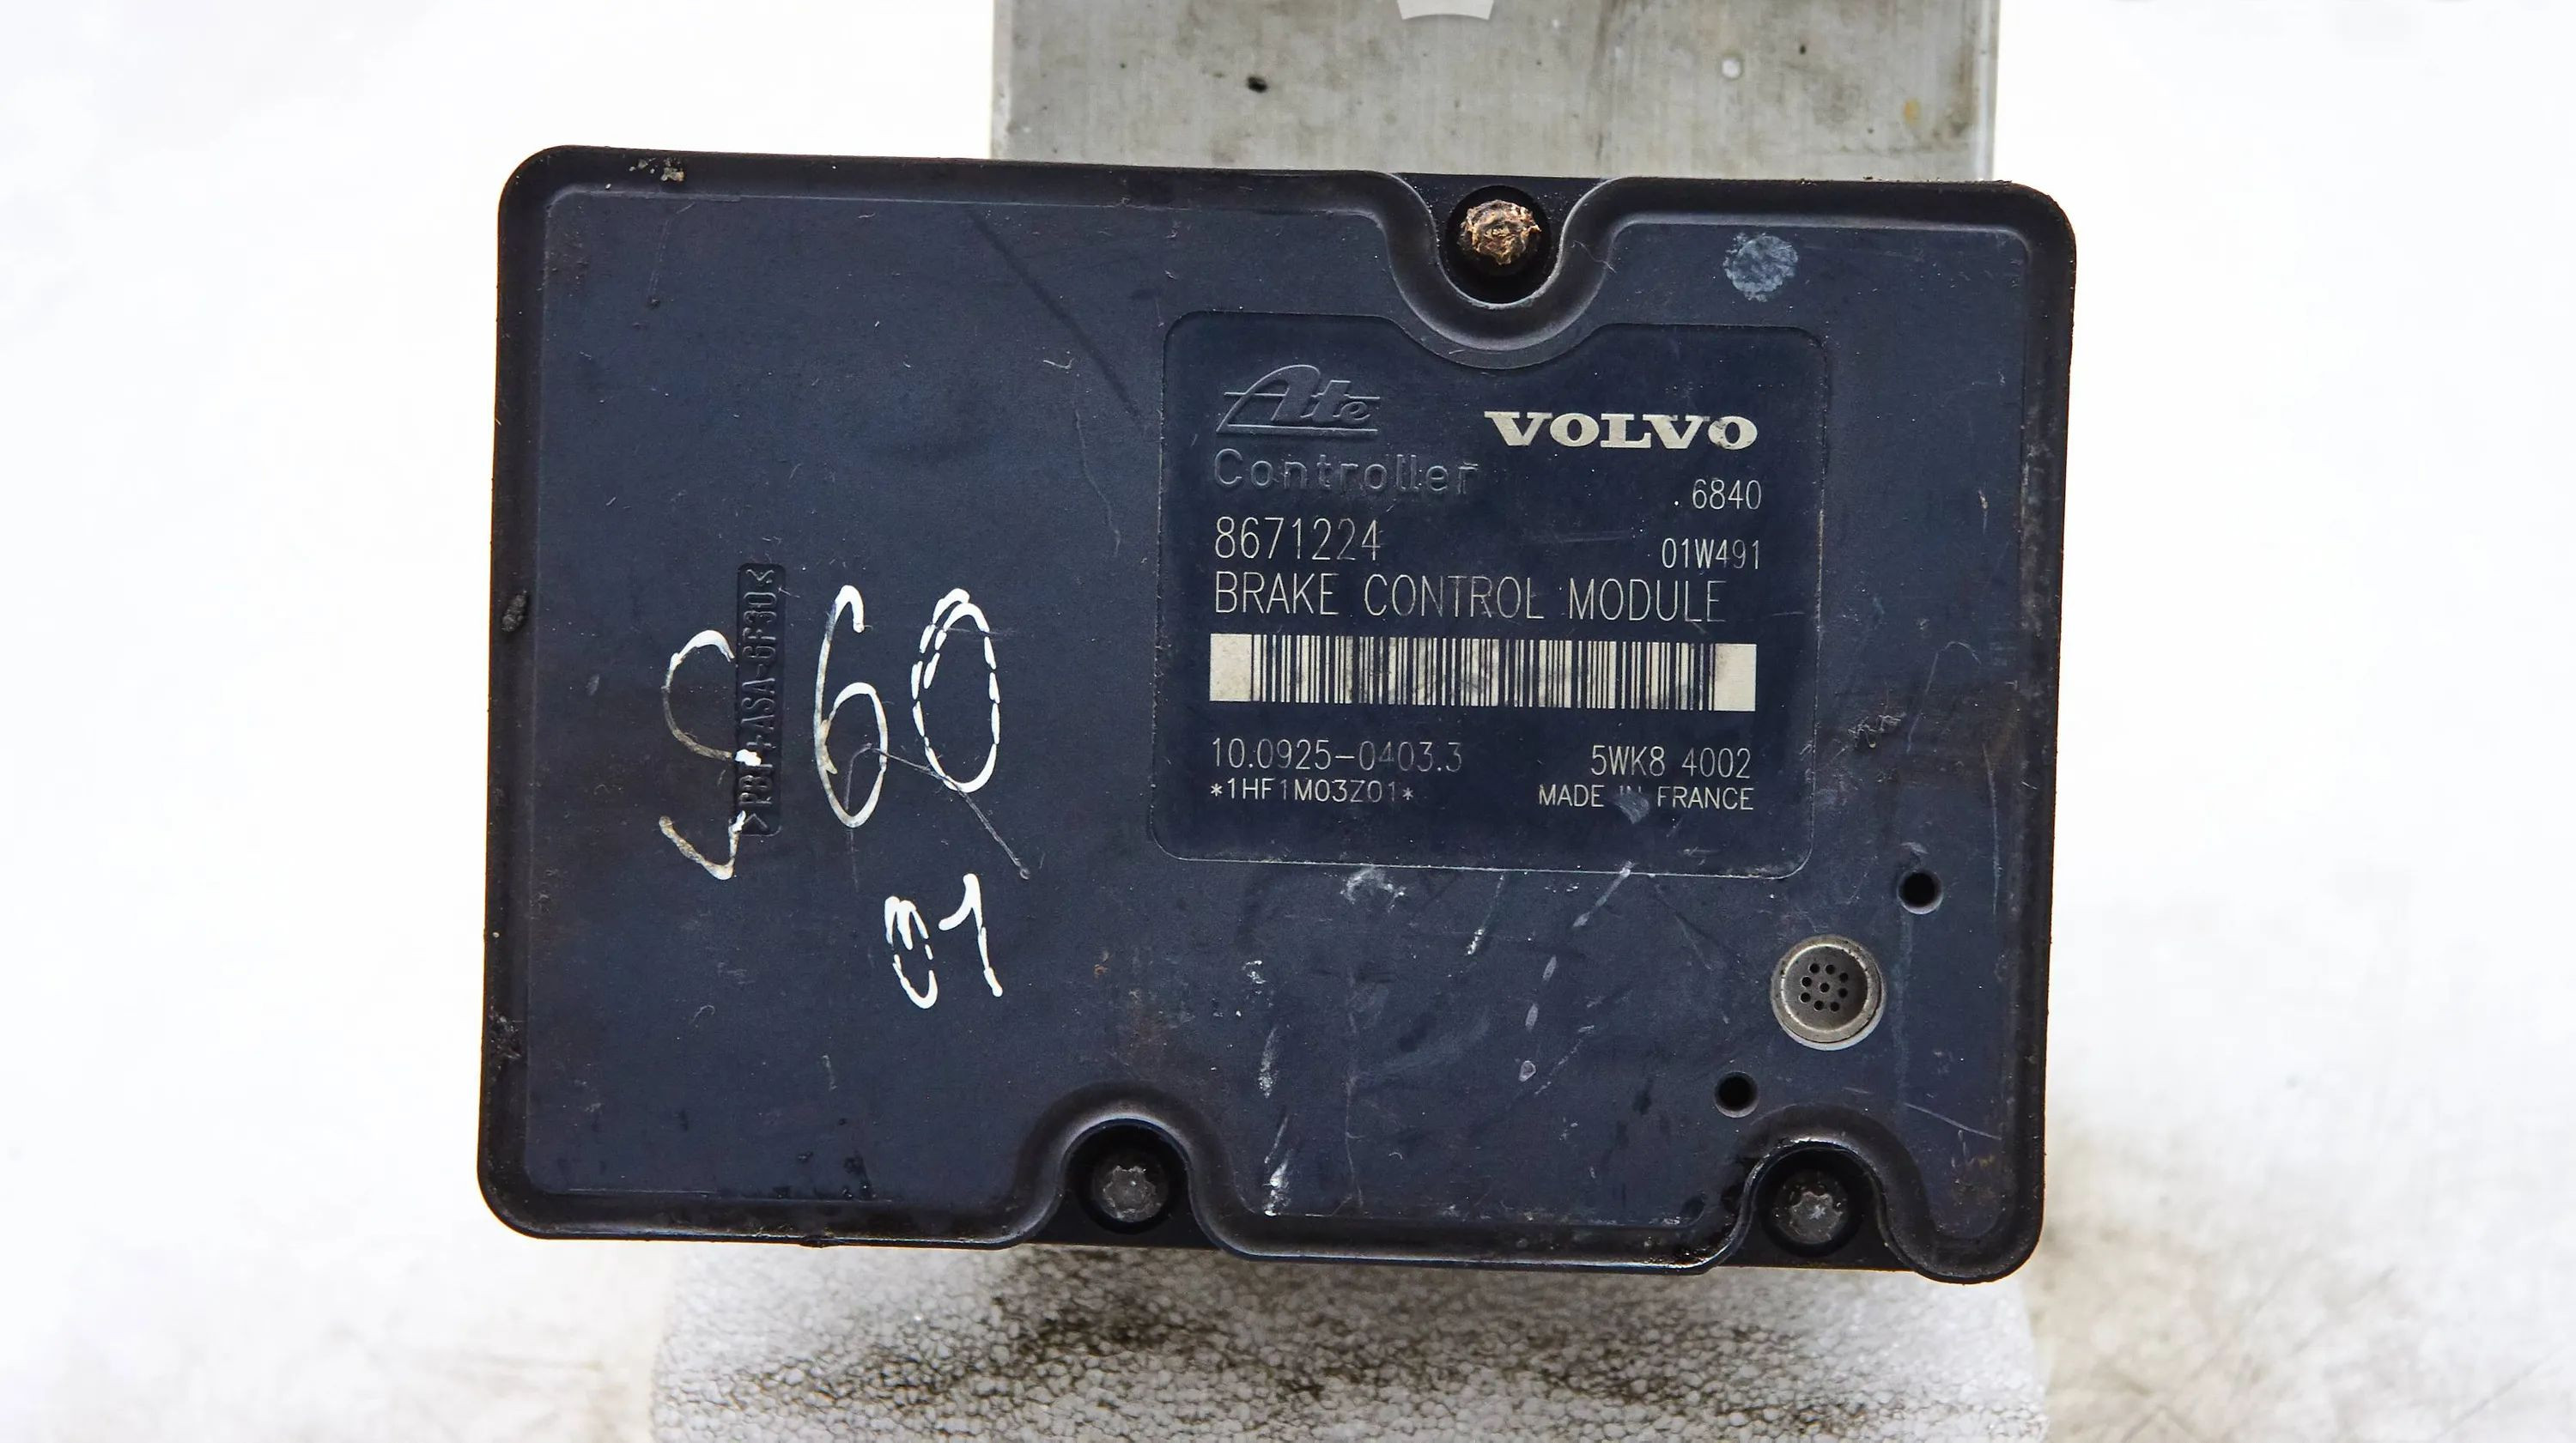 Ate
VOLVO
Controller
.6840
8671224
01W491
BRAKE CONTROL MODULE
10.0925-0403.3
5WK8 4002
*1HF1M03Z01*
MADE IN FRANCE
S
60
01